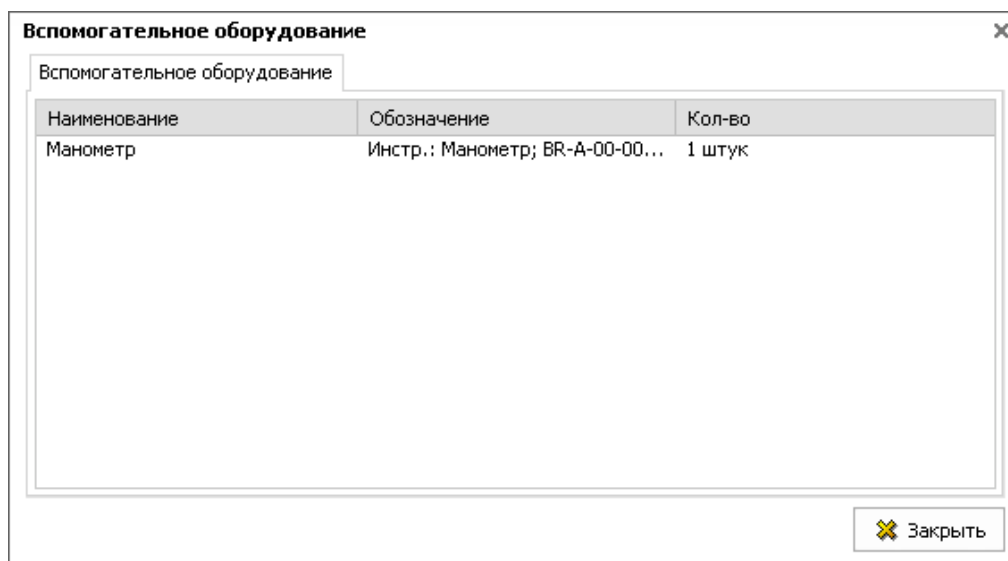 Вспомогательное оборудование
Вспомогательное оборудование
Наименование Обозначение Кол-во
Манометр Инстр.: Манометр; BR-A-00-00... 1 штук
Закрыть